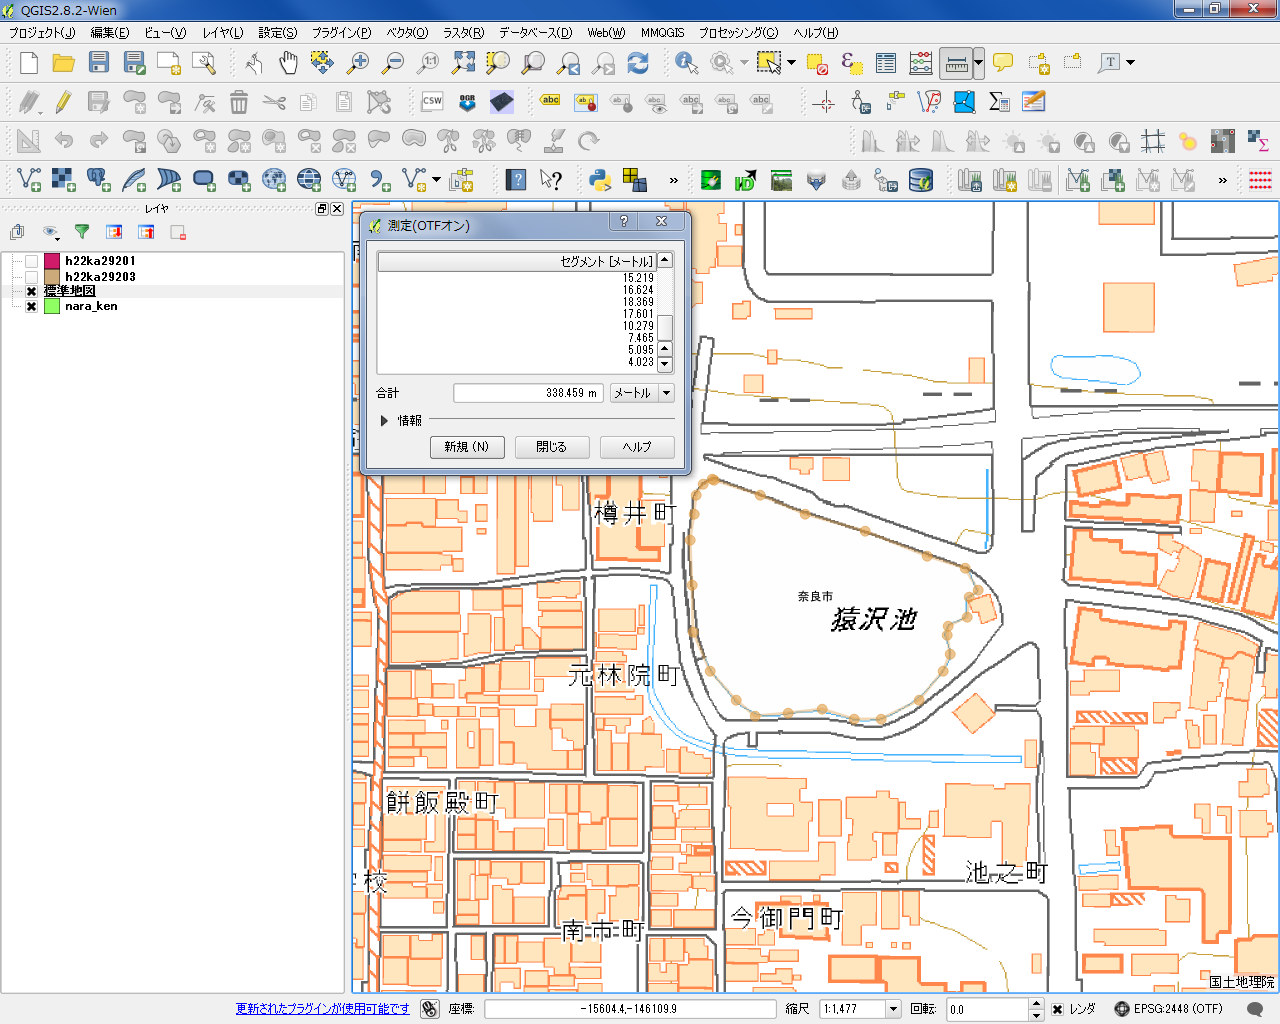 QGIS2.8.2-Wien
プロジェクト(J) 編集(E) ビュー(V) レイヤ(L) 設定(S) プラグイン(P) ベクタ(O) ラスタ(R) データベース(D) Web(W) MMQGIS プロセッシング(C) ヘルプ(H)
CSW
OGR
abc
レイヤ
h22ka29201
h22ka29203
標準地図
nara_ken
測定(OTFオン)
セグメント [メートル]
15.219
16.624
18.369
17.601
10.279
7.465
5.095
4.023
合計 338.459 m メートル
情報
新規 (N) 閉じる ヘルプ
樽井町
奈良市
猿沢池
元林院町
餅飯殿町
池之町
校
今御門町
南市町
国土地理院
更新されたプラグインが使用可能です 座標: -15604.4,-146109.9 縮尺 1:1,477 回転: 0.0 レンダ EPSG:2448 (OTF)